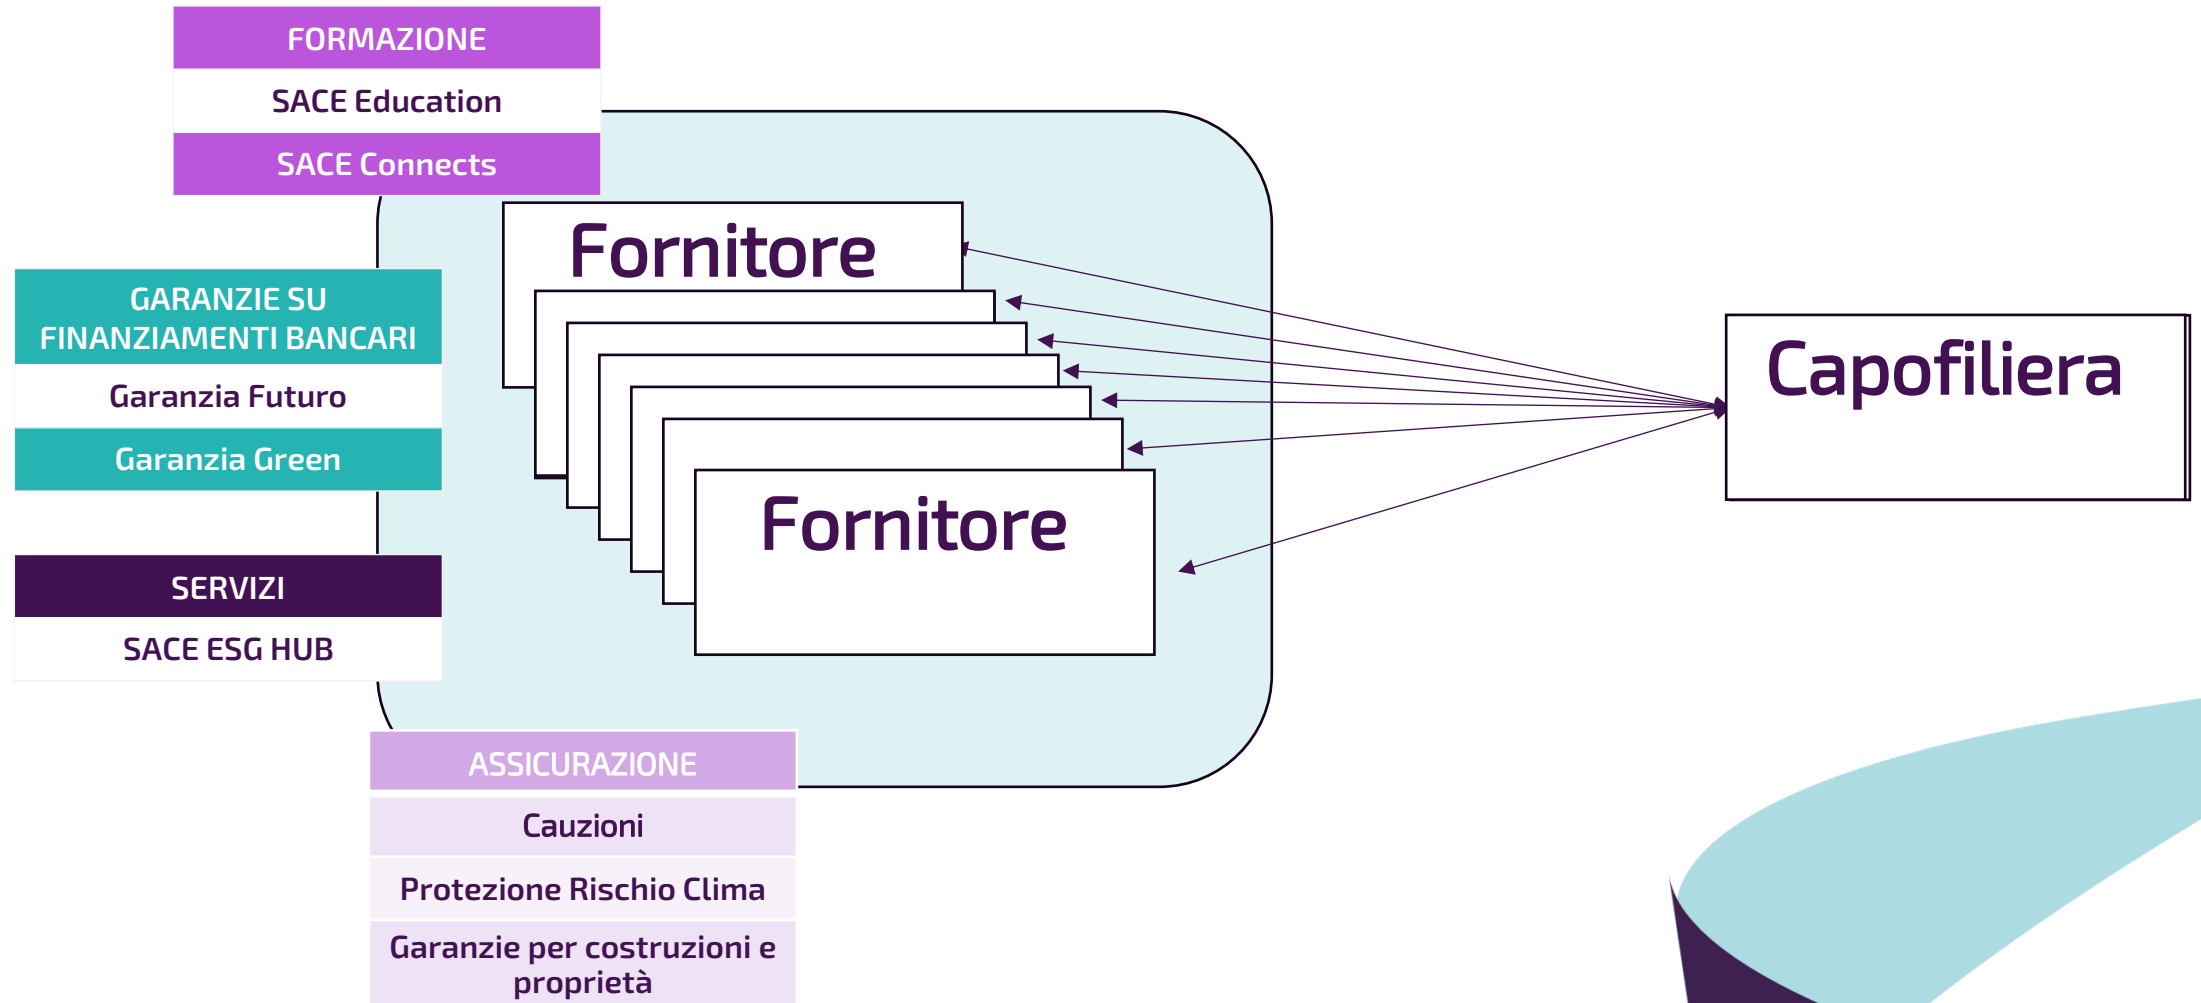 FORMAZIONE
SACE Education
SACE Connects
GARANZIE SU
FINANZIAMENTI BANCARI
Garanzia Futuro
Garanzia Green
SERVIZI
SACE ESG HUB
ASSICURAZIONE
Cauzioni
Protezione Rischio Clima
Garanzie per costruzioni e
proprietà
Fornitore
Fornitore
Capofiliera